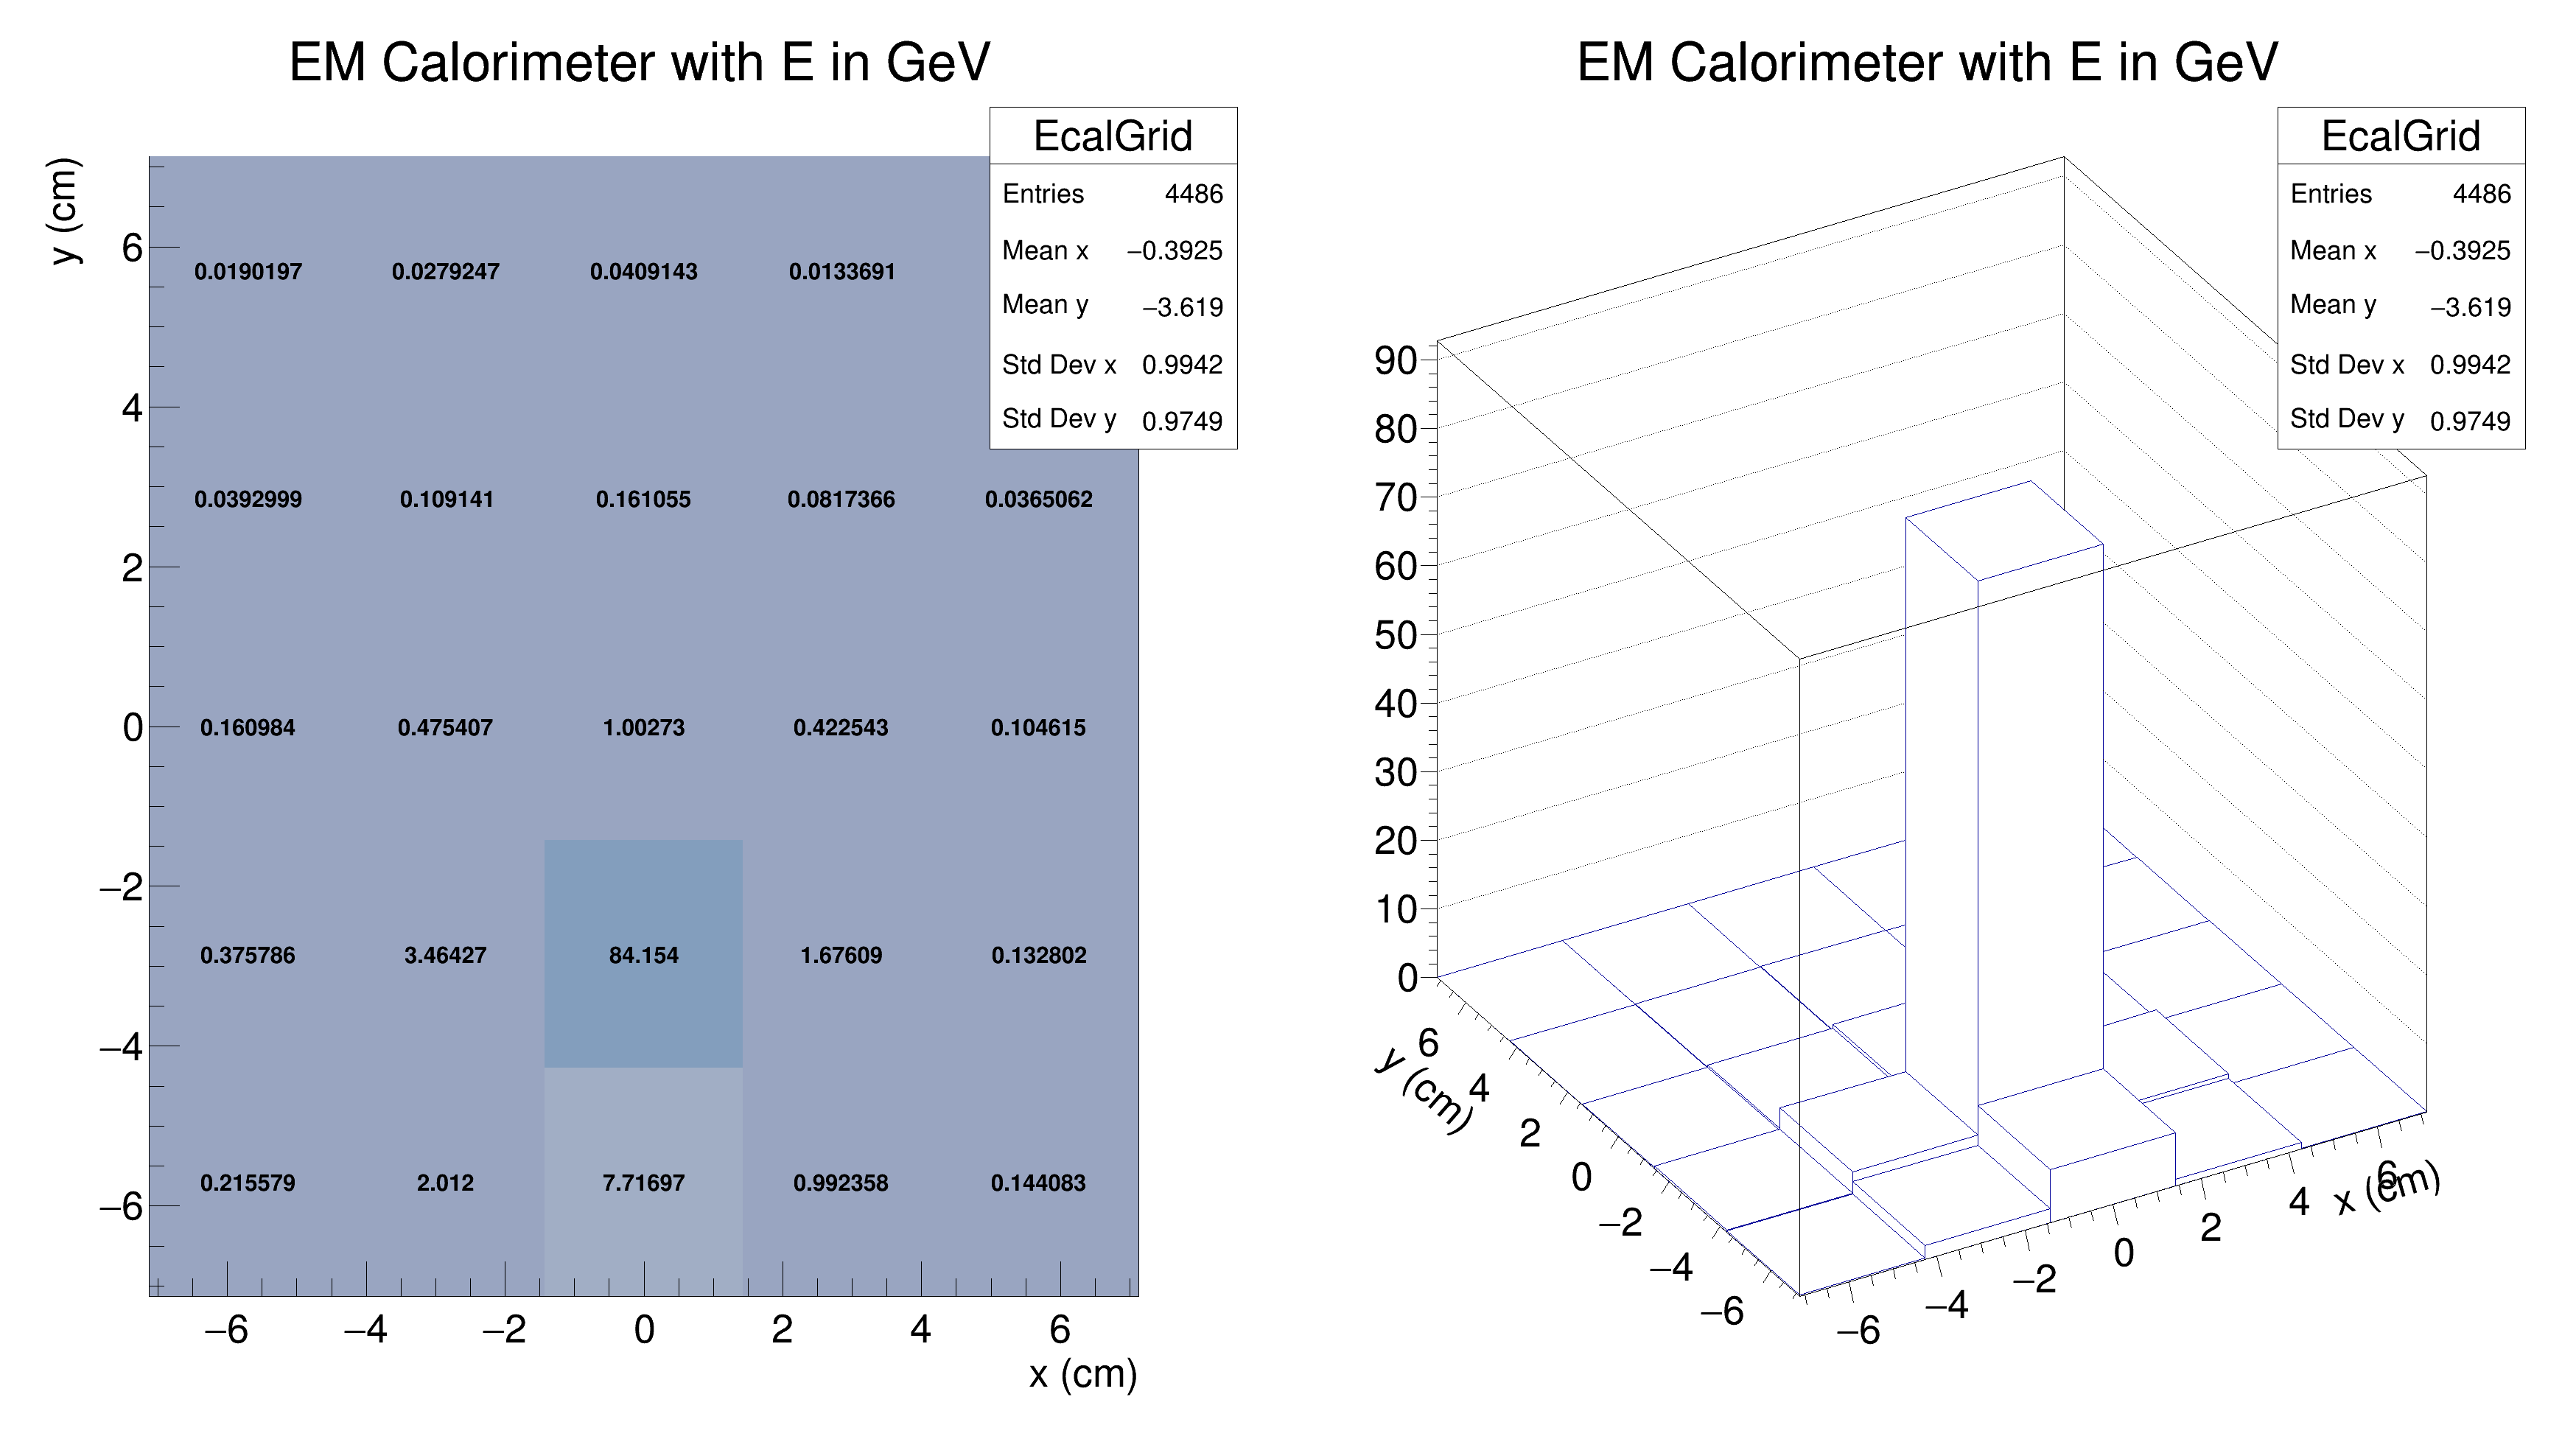 EM Calorimeter with E in GeV
EcalGrid
Entries 4486
Mean x −0.3925
Mean y −3.619
Std Dev x 0.9942
Std Dev y 0.9749
y (cm)
6
4
2
0
−2
−4
−6
0.0190197 0.0279247 0.0409143 0.0133691
0.0392999 0.109141 0.161055 0.0817366 0.0365062
0.160984 0.475407 1.00273 0.422543 0.104615
0.375786 3.46427 84.154 1.67609 0.132802
0.215579 2.012 7.71697 0.992358 0.144083
−6 −4 −2 0 2 4 6
x (cm)
EM Calorimeter with E in GeV
EcalGrid
Entries 4486
Mean x −0.3925
Mean y −3.619
Std Dev x 0.9942
Std Dev y 0.9749
90
80
70
60
50
40
30
20
10
0
6
4
2
0
−2
−4
−6
y (cm)
−6
−4
−2
0
2
4
6
x (cm)